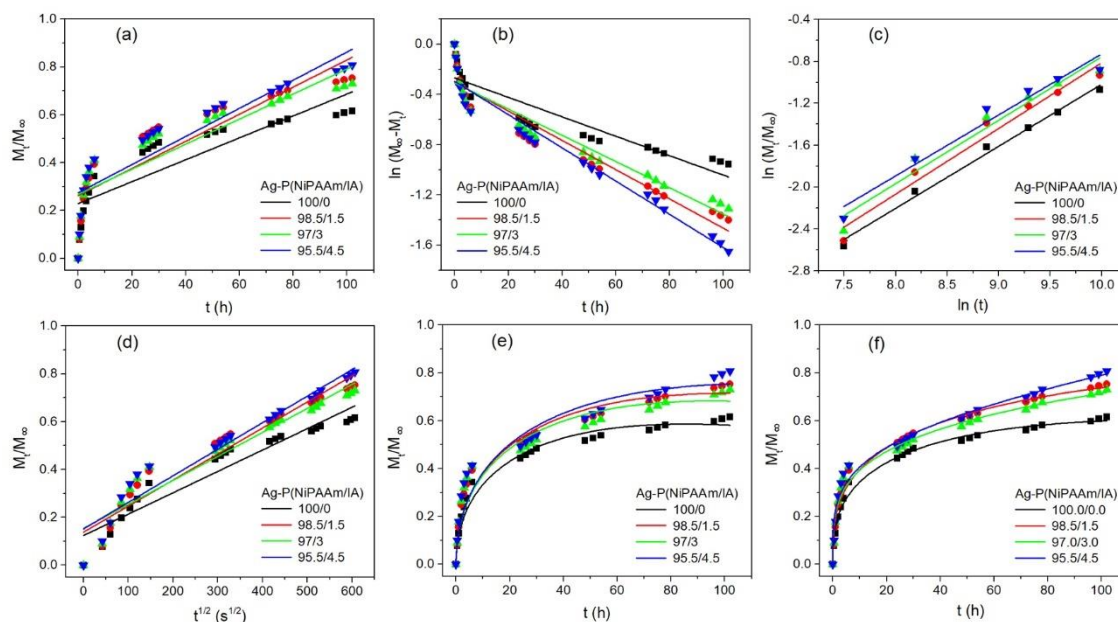 (a)
1.0
0.8
0.6
0.4
0.2
0.0
Mₜ/M∞
Ag-P(NiPAAm/IA)
100/0
98.5/1.5
97/3
95.5/4.5
0 20 40 60 80 100
t (h)
(b)
0.0
-0.4
-0.8
-1.2
-1.6
ln (M∞-Mₜ)
Ag-P(NiPAAm/IA)
100/0
98.5/1.5
97/3
95.5/4.5
0 20 40 60 80 100
t (h)
(c)
-0.4
-0.8
-1.2
-1.6
-2.0
-2.4
-2.8
ln (Mₜ/M∞)
Ag-P(NiPAAm/IA)
100/0
98.5/1.5
97/3
95.5/4.5
7.5 8.0 8.5 9.0 9.5 10.0
ln (t)
(d)
1.0
0.8
0.6
0.4
0.2
0.0
Mₜ/M∞
Ag-P(NiPAAm/IA)
100/0
98.5/1.5
97/3
95.5/4.5
0 100 200 300 400 500 600
t^1/2 (s^1/2)
(e)
1.0
0.8
0.6
0.4
0.2
0.0
Mₜ/M∞
Ag-P(NiPAAm/IA)
100/0
98.5/1.5
97/3
95.5/4.5
0 20 40 60 80 100
t (h)
(f)
1.0
0.8
0.6
0.4
0.2
0.0
Mₜ/M∞
Ag-P(NiPAAm/IA)
100.0/0.0
98.5/1.5
97.0/3.0
95.5/4.5
0 20 40 60 80 100
t (h)